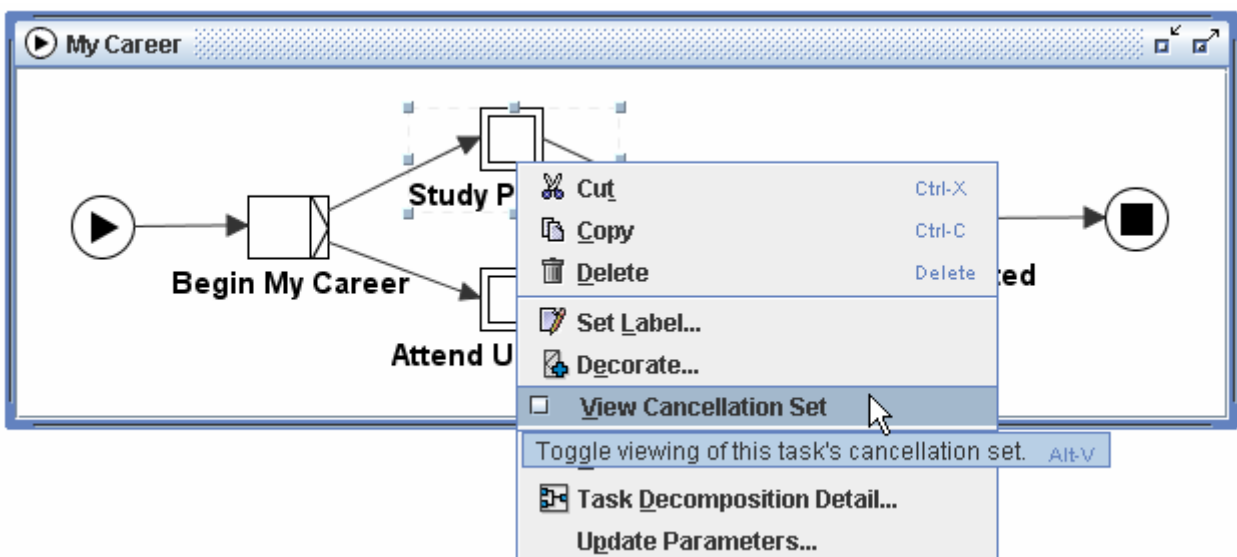 My Career
Study P
Begin My Career
Attend U
ted
Cut Ctrl-X
Copy Ctrl-C
Delete Delete
Set Label...
Decorate...
View Cancellation Set
Toggle viewing of this task's cancellation set. Alt-V
Task Decomposition Detail...
Update Parameters...